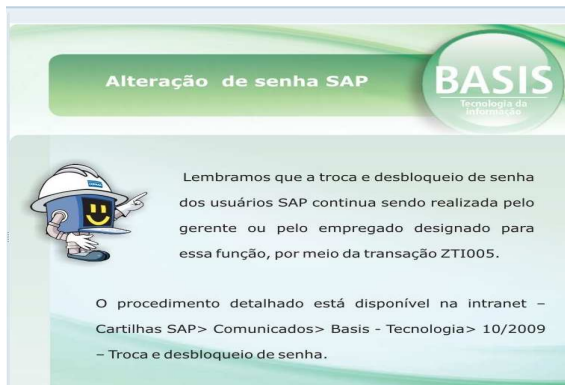 Alteração de senha SAP
BASIS
Tecnologia da
informação
Lembramos que a troca e desbloqueio de senha
dos usuários SAP continua sendo realizada pelo
gerente ou pelo empregado designado para
essa função, por meio da transação ZTI005.
O procedimento detalhado está disponível na intranet –
Cartilhas SAP> Comunicados> Basis - Tecnologia> 10/2009
– Troca e desbloqueio de senha.